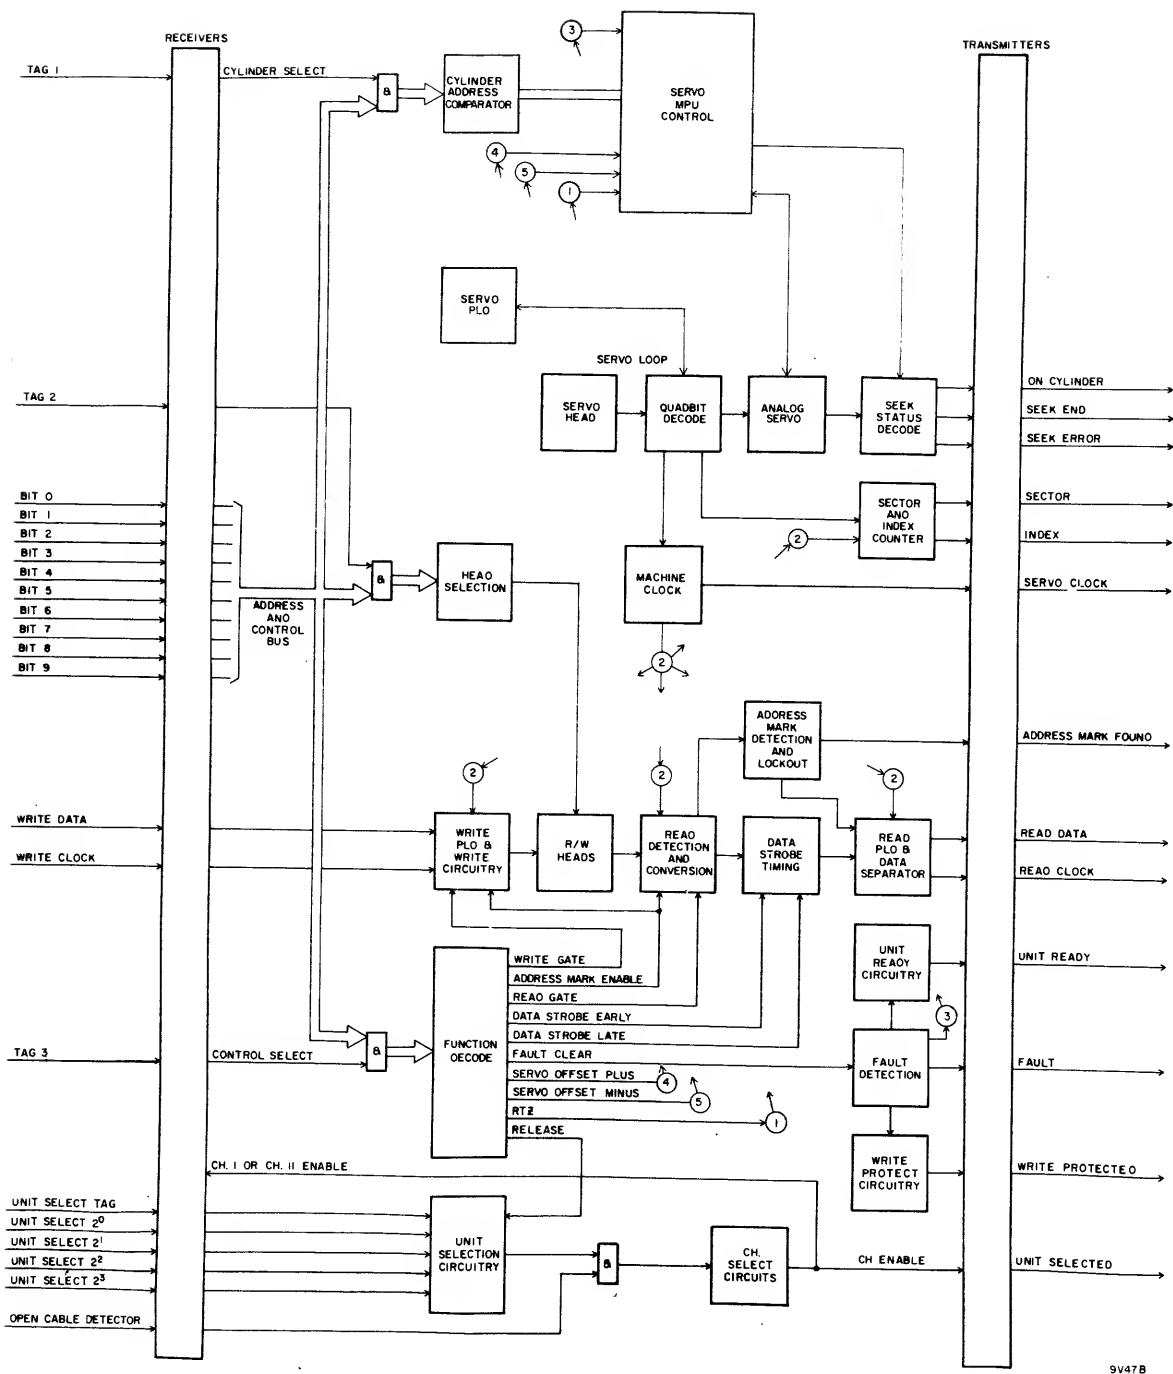 RECEIVERS
TRANSMITTERS
TAG 1
CYLINDER SELECT
&
CYLINDER
ADDRESS
COMPARATOR
3
SERVO
MPU
CONTROL
4
5
1
SERVO
PLO
SERVO LOOP
SERVO
HEAD
QUADBIT
DECODE
ANALOG
SERVO
SEEK
STATUS
DECODE
ON CYLINDER
SEEK END
SEEK ERROR
TAG 2
BIT 0
BIT 1
BIT 2
BIT 3
BIT 4
BIT 5
BIT 6
BIT 7
BIT 8
BIT 9
ADDRESS
AND
CONTROL
BUS
&
HEAD
SELECTION
2
SECTOR
AND
INDEX
COUNTER
SECTOR
INDEX
MACHINE
CLOCK
SERVO CLOCK
2
ADDRESS
MARK
DETECTION
AND
LOCKOUT
ADDRESS MARK FOUND
2
2
2
WRITE DATA
WRITE CLOCK
WRITE
PLO &
WRITE
CIRCUITRY
R/W
HEADS
READ
DETECTION
AND
CONVERSION
DATA
STROBE
TIMING
READ
PLO &
DATA
SEPARATOR
READ DATA
READ CLOCK
TAG 3
CONTROL SELECT
&
FUNCTION
DECODE
WRITE GATE
ADDRESS MARK ENABLE
READ GATE
DATA STROBE EARLY
DATA STROBE LATE
FAULT CLEAR
SERVO OFFSET PLUS
4
SERVO OFFSET MINUS
5
RTZ
1
RELEASE
UNIT
READY
CIRCUITRY
UNIT READY
3
FAULT
DETECTION
FAULT
WRITE
PROTECT
CIRCUITRY
WRITE PROTECTED
CH. I OR CH. II ENABLE
UNIT SELECT TAG
UNIT SELECT 2⁰
UNIT SELECT 2¹
UNIT SELECT 2²
UNIT SELECT 2³
OPEN CABLE DETECTOR
UNIT
SELECTION
CIRCUITRY
&
CH.
SELECT
CIRCUITS
CH ENABLE
UNIT SELECTED
9V47B